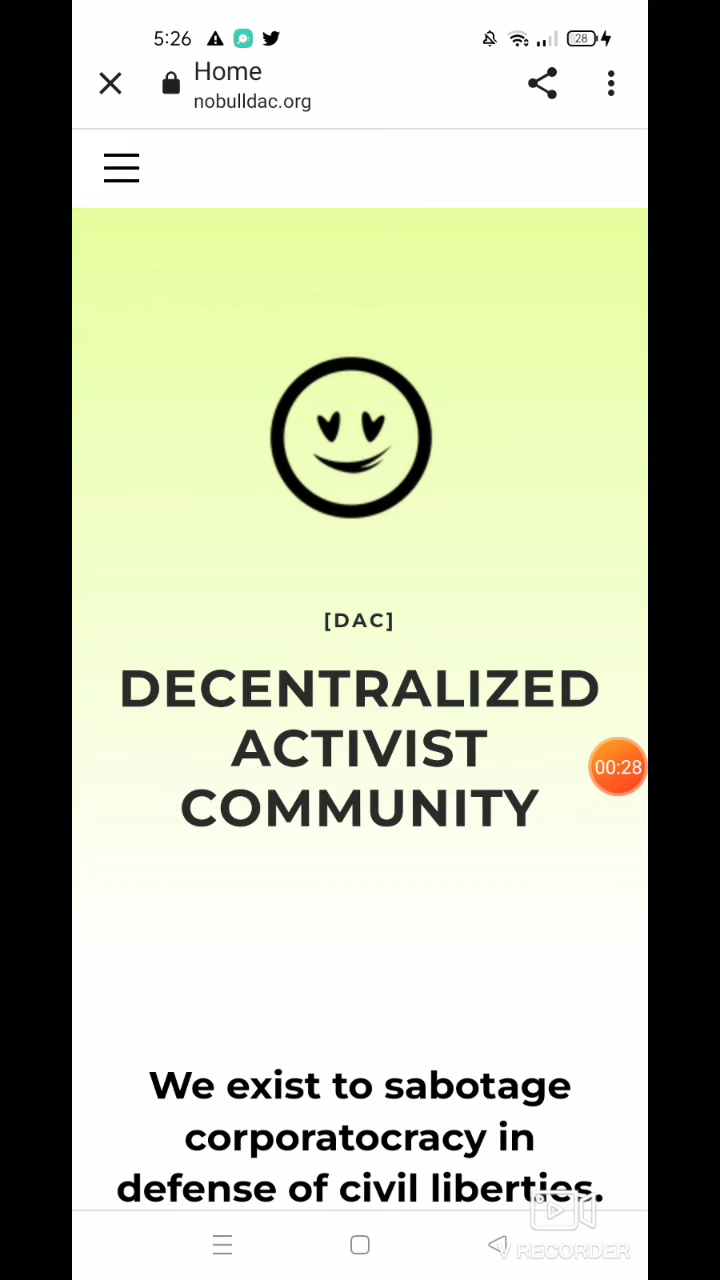 5:26
28
Home
nobulldac.org
[DAC]
DECENTRALIZED
ACTIVIST
COMMUNITY
00:28
We exist to sabotage
corporatocracy in
defense of civil liberties.
V RECORDER